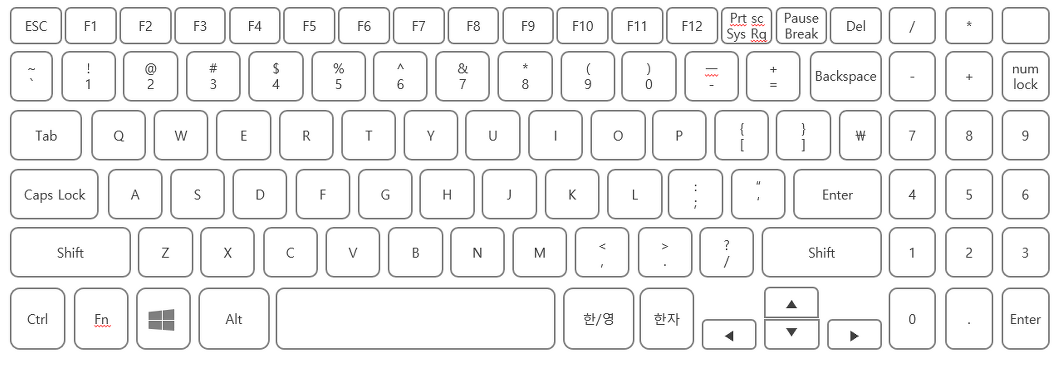 ESC F1 F2 F3 F4 F5 F6 F7 F8 F9 F10 F11 F12 Prt sc Pause Del / *
Sys Rq Break
~ ! @ # $ % ^ & * ( ) — + Backspace - + num
` 1 2 3 4 5 6 7 8 9 0 - = lock
Tab Q W E R T Y U I O P { } ₩ 7 8 9
[ ]
Caps Lock A S D F G H J K L : " Enter 4 5 6
; '
Shift Z X C V B N M < > ? Shift 1 2 3
, . /
Ctrl Fn Alt 한/영 한자 ▲ 0 . Enter
◀ ▼ ▶